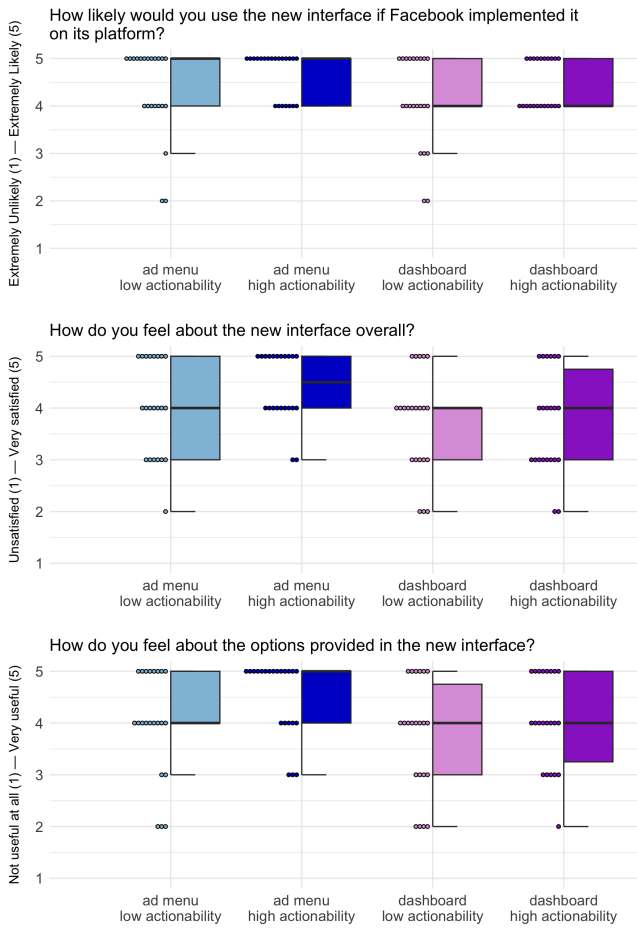 How likely would you use the new interface if Facebook implemented it
on its platform?
Extremely Unlikely (1) — Extremely Likely (5)
5
4
3
2
1
ad menu
low actionability
ad menu
high actionability
dashboard
low actionability
dashboard
high actionability
How do you feel about the new interface overall?
Unsatisfied (1) — Very satisfied (5)
5
4
3
2
1
ad menu
low actionability
ad menu
high actionability
dashboard
low actionability
dashboard
high actionability
How do you feel about the options provided in the new interface?
Not useful at all (1) — Very useful (5)
5
4
3
2
1
ad menu
low actionability
ad menu
high actionability
dashboard
low actionability
dashboard
high actionability